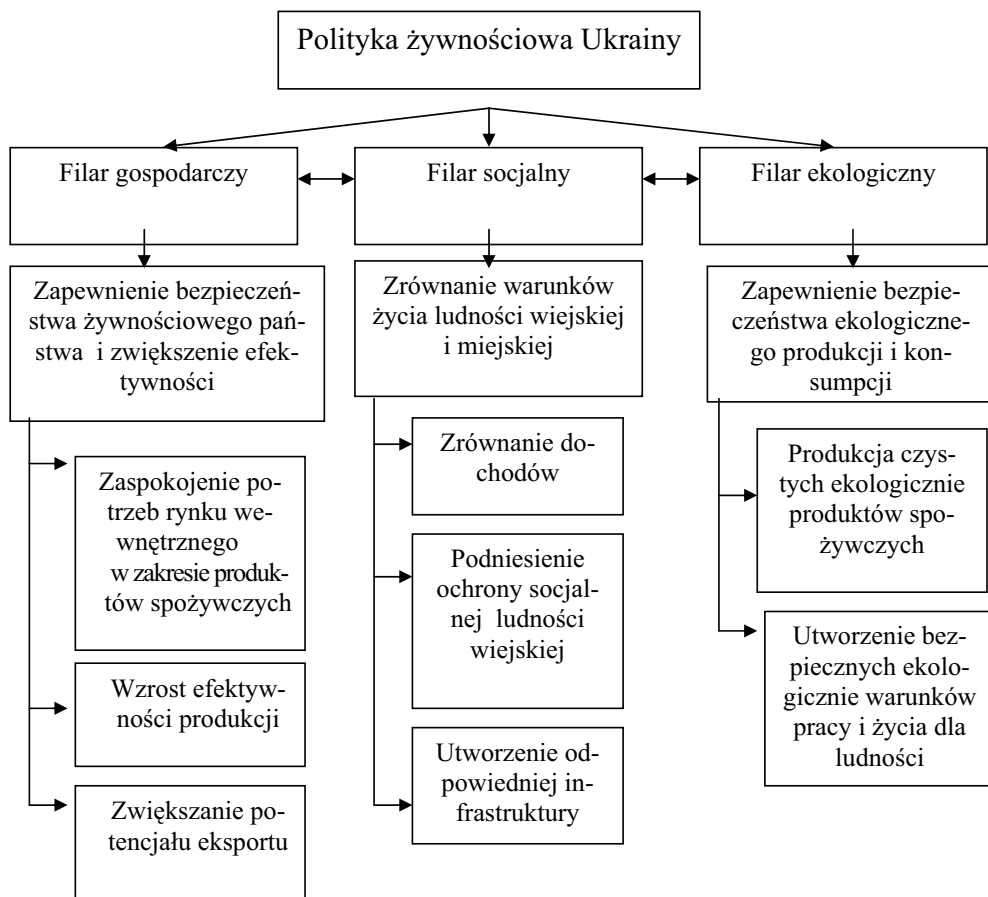 Polityka żywnościowa Ukrainy
Filar gospodarczy
Filar socjalny
Filar ekologiczny
Zapewnienie bezpieczeń-
stwa żywnościowego pań-
stwa i zwiększenie efek-
tywności
Zaspokojenie po-
trzeb rynku we-
wnętrznego
w zakresie produk-
tów spożywczych
Wzrost efektyw-
ności produkcji
Zwiększanie po-
tencjału eksportu
Zrównanie warunków
życia ludności wiejskiej
i miejskiej
Zrównanie do-
chodów
Podniesienie
ochrony socjal-
nej ludności
wiejskiej
Utworzenie od-
powiedniej in-
frastruktury
Zapewnienie bezpie-
czeństwa ekologiczne-
go produkcji i kon-
sumpcji
Produkcja czys-
tych ekologicznie
produktów spo-
żywczych
Utworzenie bez-
piecznych ekolo-
gicznie warunków
pracy i życia dla
ludności